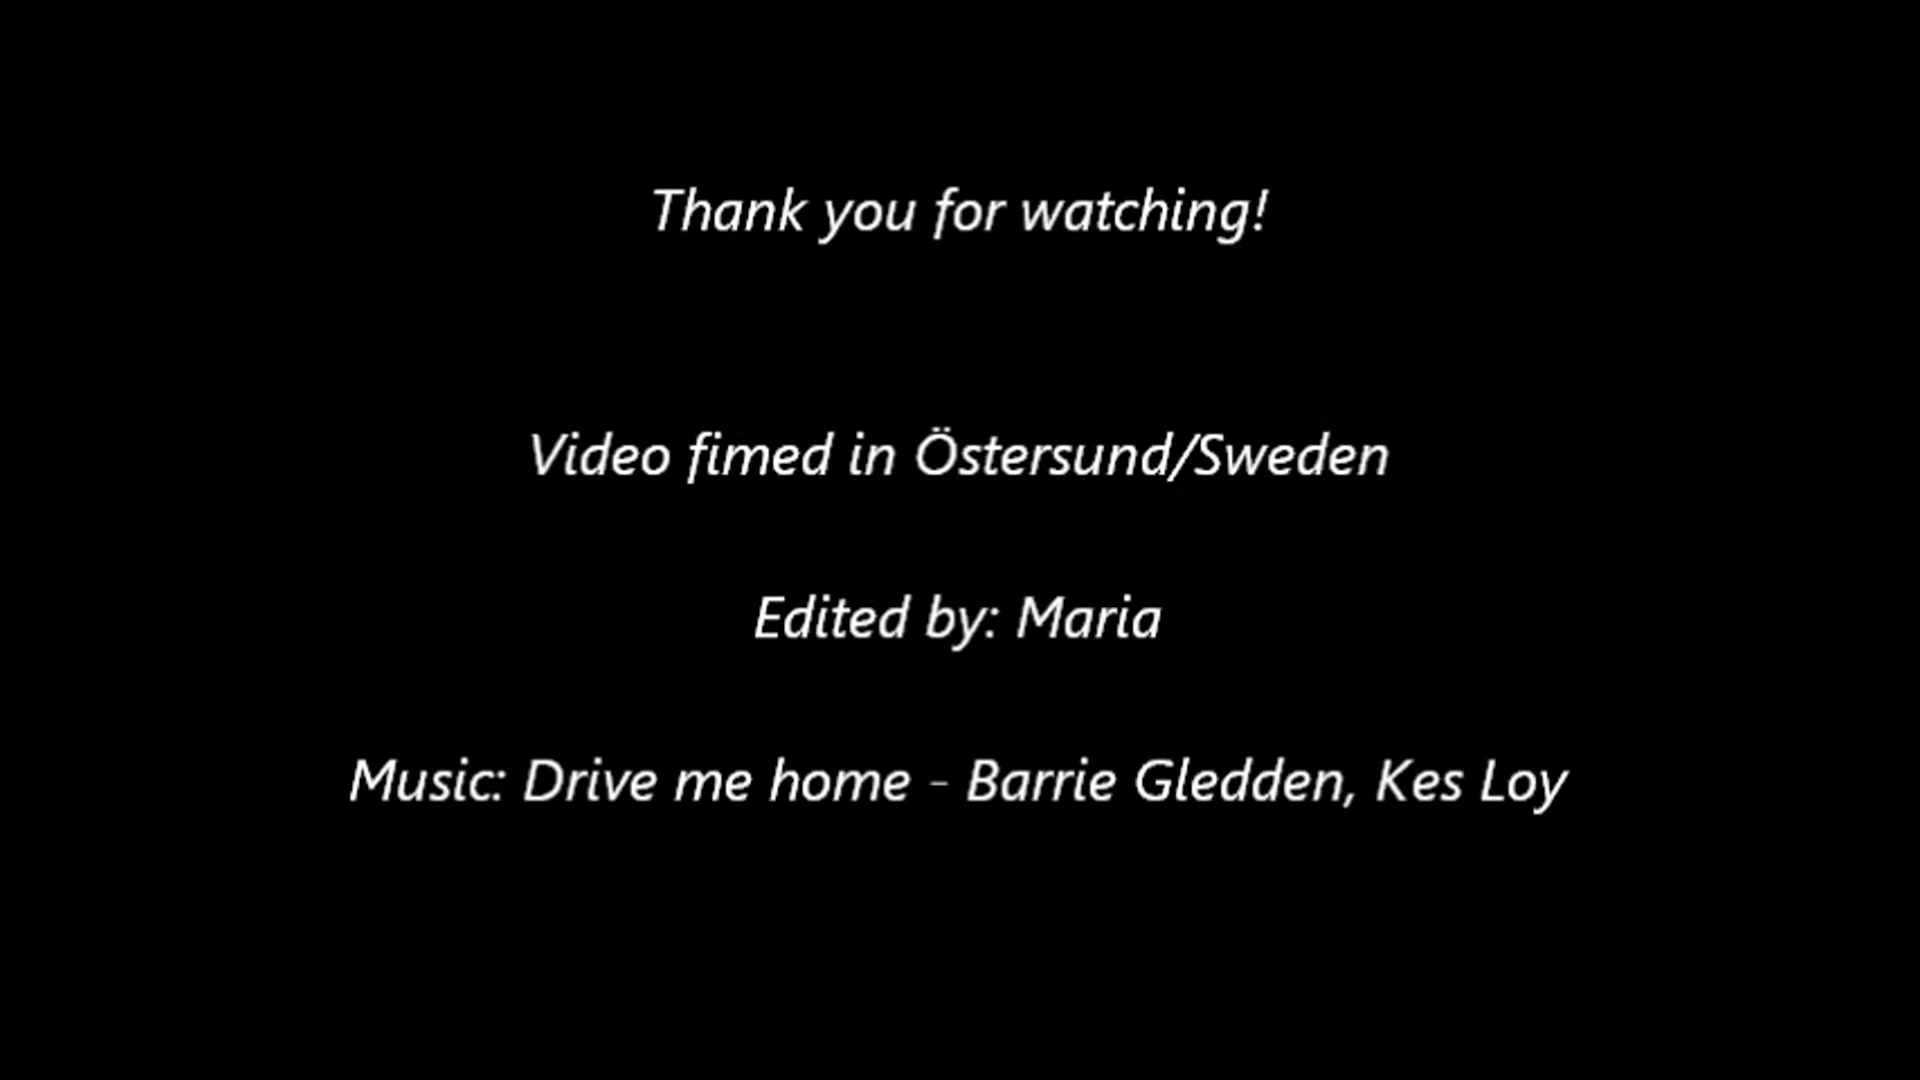 Thank you for watching!
Video fimed in Östersund/Sweden
Edited by: Maria
Music: Drive me home - Barrie Gledden, Kes Loy